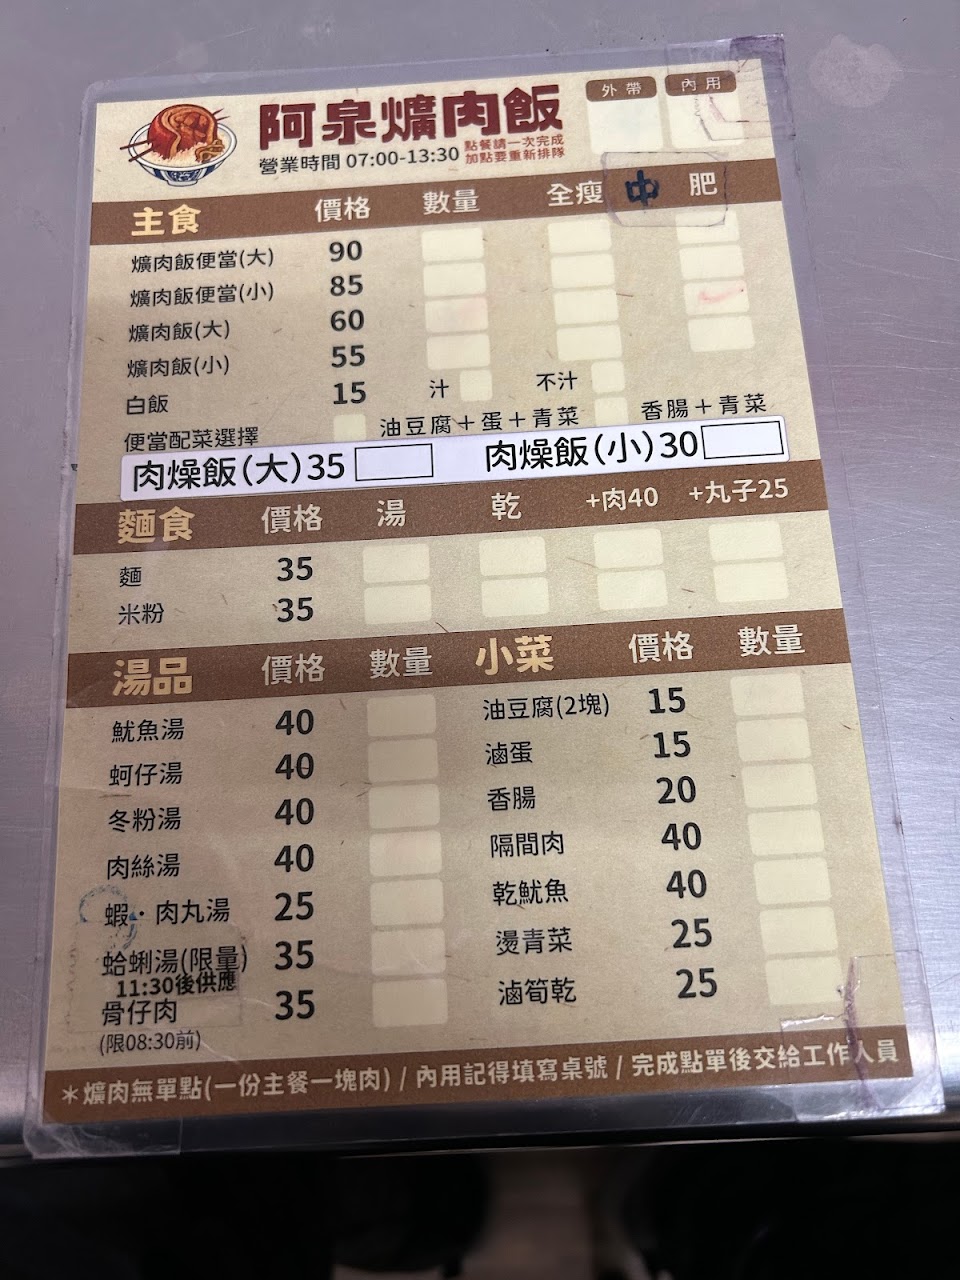 阿泉爌肉飯
營業時間 07:00-13:30
點餐請一次完成
加點要重新排隊
外帶 內用
主食 價格 數量 全瘦 中 肥
爌肉飯便當(大) 90
爌肉飯便當(小) 85
爌肉飯(大) 60
爌肉飯(小) 55
白飯 15 汁 不汁
便當配菜選擇 油豆腐+蛋+青菜 香腸+青菜
肉燥飯(大)35 肉燥飯(小)30
麵食 價格 湯 乾 +肉40 +丸子25
麵 35
米粉 35
湯品 價格 數量
魷魚湯 40
蚵仔湯 40
冬粉湯 40
肉絲湯 40
蝦·肉丸湯 25
蛤蜊湯(限量) 35
11:30後供應
骨仔肉 35
(限08:30前)
小菜 價格 數量
油豆腐(2塊) 15
滷蛋 15
香腸 20
隔間肉 40
乾魷魚 40
燙青菜 25
滷筍乾 25
*爌肉無單點(一份主餐一塊肉) / 內用記得填寫桌號 / 完成點單後交給工作人員